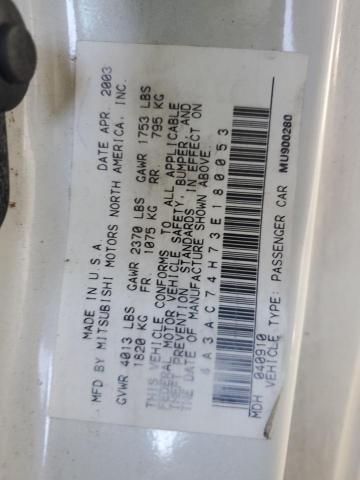 MADE IN U.S.A. DATE APR. 2003
MFD BY MITSUBISHI MOTORS NORTH AMERICA, INC.
GVWR 4013 LBS GAWR 2370 LBS GAWR 1753 LBS
1820 KG FR. 1075 KG RR. 795 KG
THIS VEHICLE CONFORMS TO ALL APPLICABLE
FEDERAL MOTOR VEHICLE SAFETY, BUMPER, AND
THEFT PREVENTION STANDARDS IN EFFECT ON
THE DATE OF MANUFACTURE SHOWN ABOVE.
4A3AC74H73E180053
MDH 040910 MU900280
VEHICLE TYPE: PASSENGER CAR